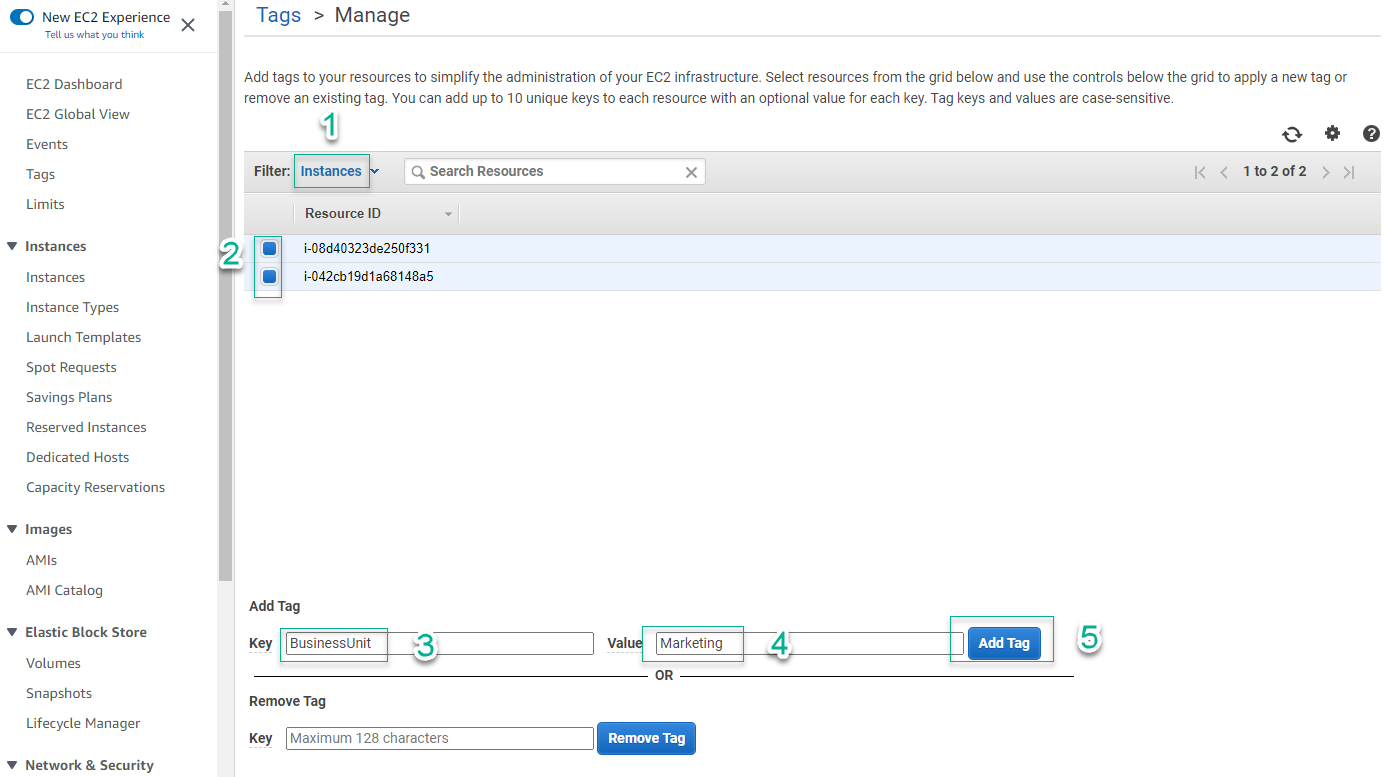 New EC2 Experience
Tell us what you think
EC2 Dashboard
EC2 Global View
Events
Tags
Limits
Instances
Instances
Instance Types
Launch Templates
Spot Requests
Savings Plans
Reserved Instances
Dedicated Hosts
Capacity Reservations
Images
AMIs
AMI Catalog
Elastic Block Store
Volumes
Snapshots
Lifecycle Manager
Network & Security
Tags > Manage
Add tags to your resources to simplify the administration of your EC2 infrastructure. Select resources from the grid below and use the controls below the grid to apply a new tag or
remove an existing tag. You can add up to 10 unique keys to each resource with an optional value for each key. Tag keys and values are case-sensitive.
1
Filter: Instances Search Resources 1 to 2 of 2
Resource ID
2
i-08d40323de250f331
i-042cb19d1a68148a5
Add Tag
Key BusinessUnit 3 Value Marketing 4 Add Tag 5
OR
Remove Tag
Key Maximum 128 characters Remove Tag